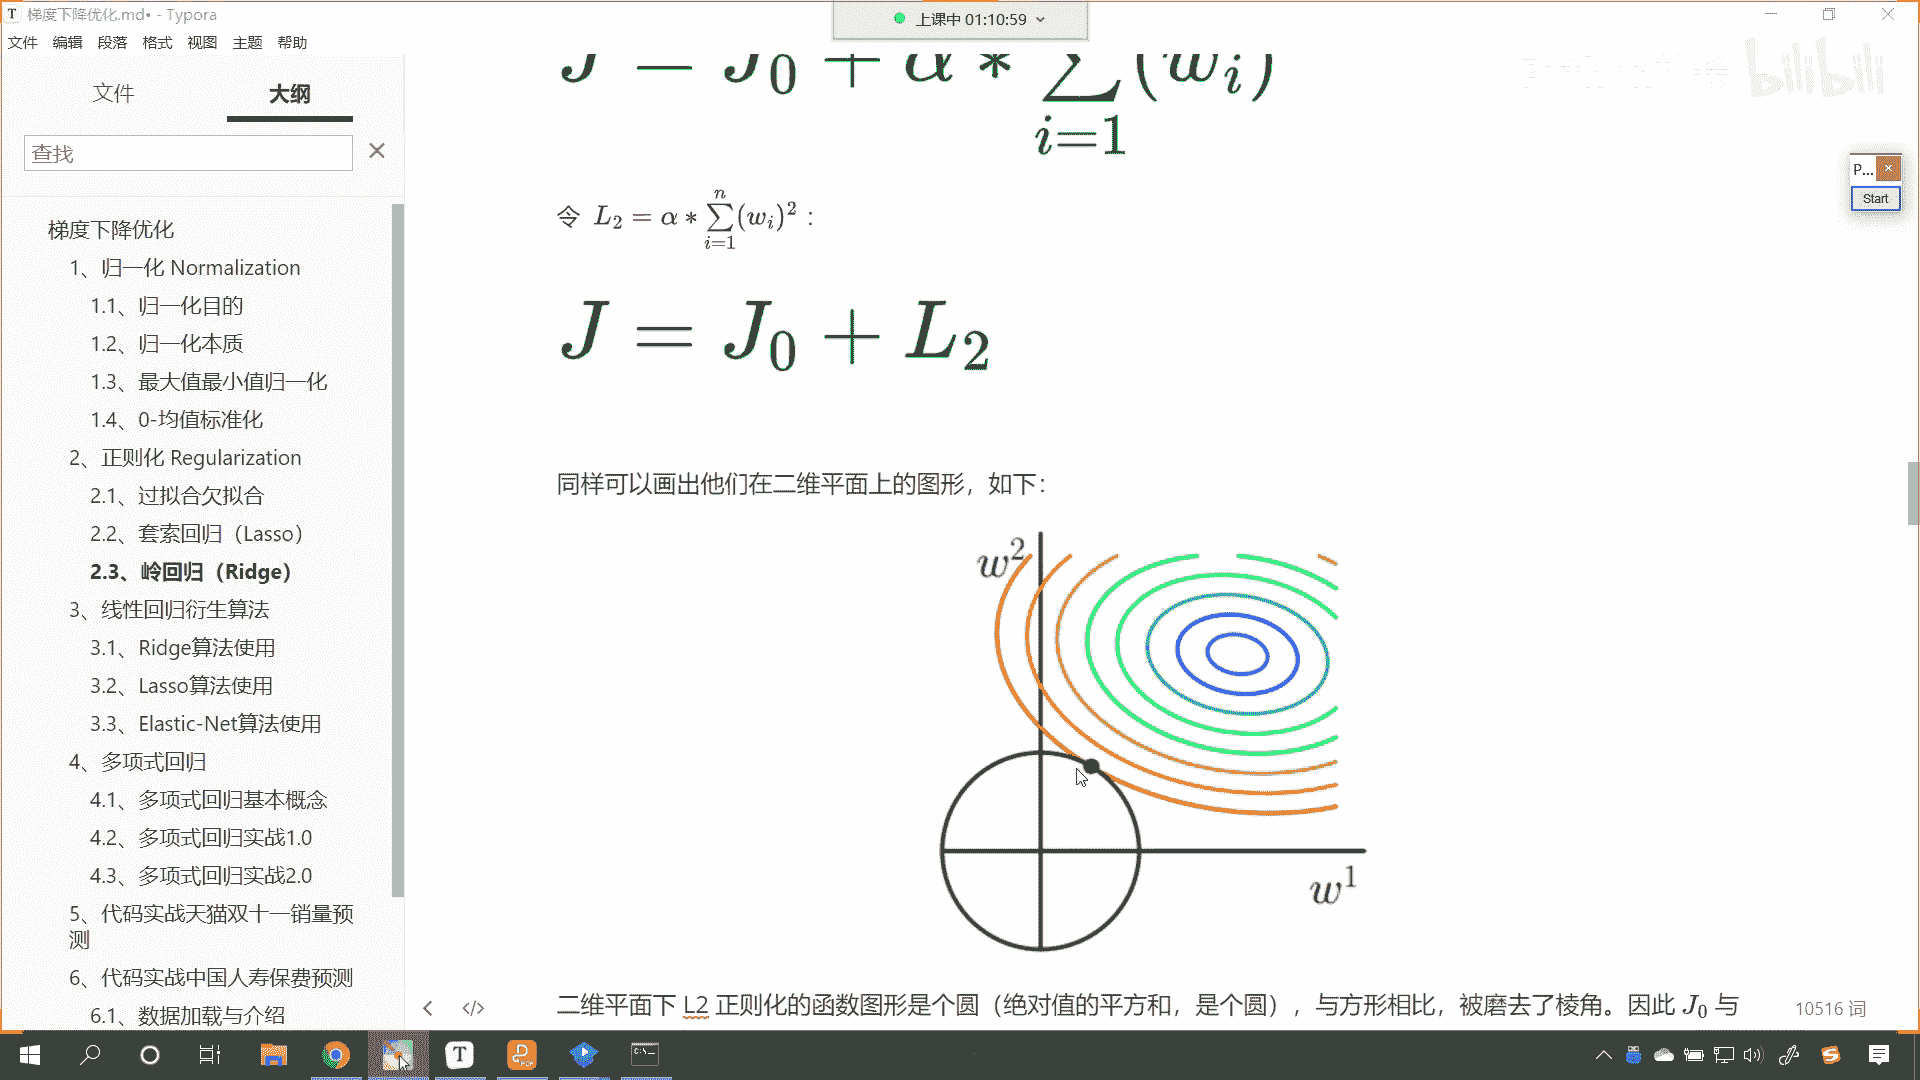 梯度下降优化.md• - Typora
上课中 01:10:59
文件 编辑 段落 格式 视图 主题 帮助
bilibili
文件 大纲
查找
梯度下降优化
1、归一化 Normalization
1.1、归一化目的
1.2、归一化本质
1.3、最大值最小值归一化
1.4、0-均值标准化
2、正则化 Regularization
2.1、过拟合欠拟合
2.2、套索回归（Lasso）
2.3、岭回归（Ridge）
3、线性回归衍生算法
3.1、Ridge算法使用
3.2、Lasso算法使用
3.3、Elastic-Net算法使用
4、多项式回归
4.1、多项式回归基本概念
4.2、多项式回归实战1.0
4.3、多项式回归实战2.0
5、代码实战天猫双十一销量预
测
6、代码实战中国人寿保费预测
6.1、数据加载与介绍
J = J₀ + α * ∑(wᵢ)
i=1
令 L₂ = α * ∑ⁿᵢ₌₁(wᵢ)² :
J = J₀ + L₂
同样可以画出他们在二维平面上的图形，如下：
w²
w¹
二维平面下 L2 正则化的函数图形是个圆（绝对值的平方和，是个圆），与方形相比，被磨去了棱角。因此 J₀ 与
10516 词
P...
Start